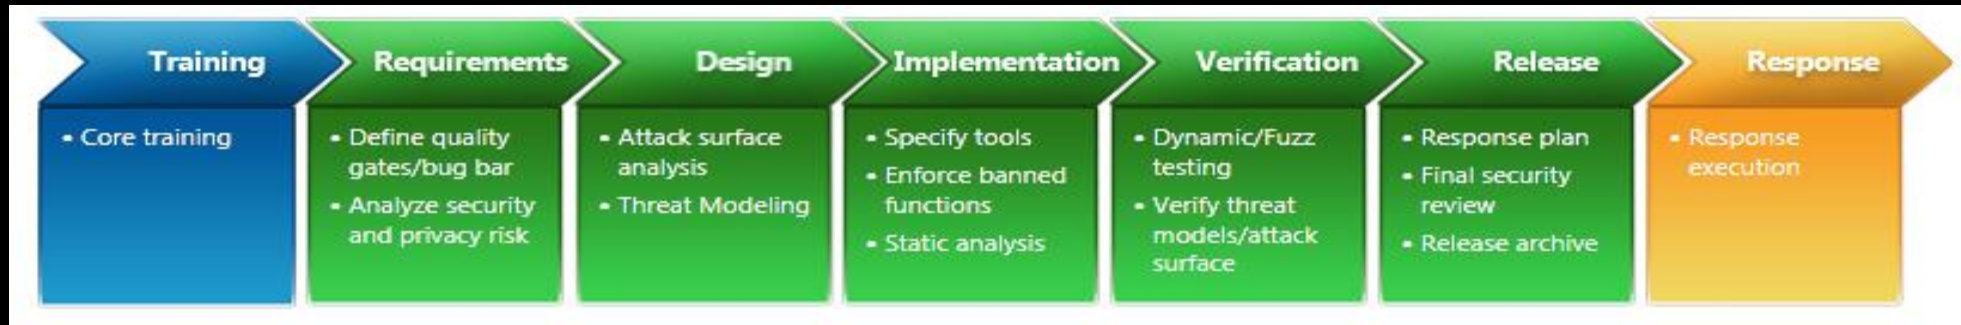 Training
• Core training
Requirements
• Define quality
gates/bug bar
• Analyze security
and privacy risk
Design
• Attack surface
analysis
• Threat Modeling
Implementation
• Specify tools
• Enforce banned
functions
• Static analysis
Verification
• Dynamic/Fuzz
testing
• Verify threat
models/attack
surface
Release
• Response plan
• Final security
review
• Release archive
Response
• Response
execution